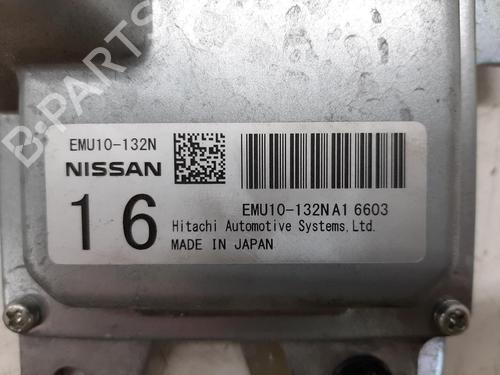 B-PARTS
EMU10-132N
NISSAN
16
EMU10-132NA1 6603
Hitachi Automotive Systems,Ltd.
MADE IN JAPAN